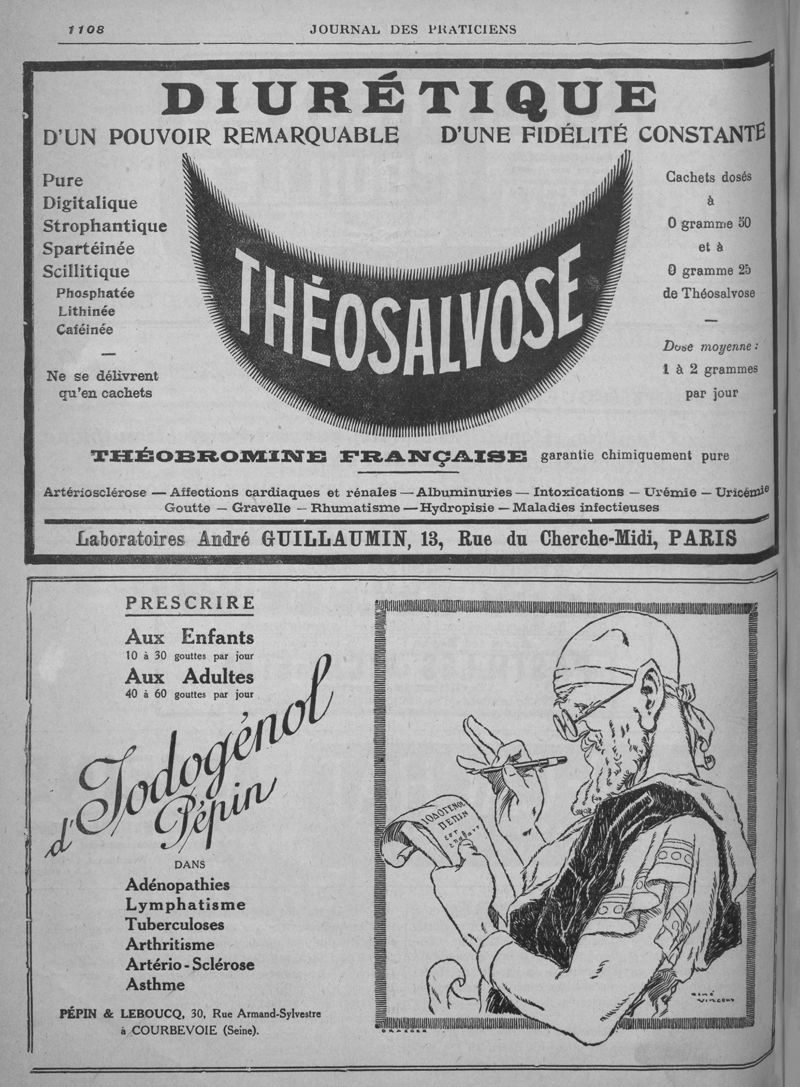 1108
JOURNAL DES PRATICIENS
DIURÉTIQUE
D'UN POUVOIR REMARQUABLE D'UNE FIDÉLITÉ CONSTANTE
Pure
Digitalique
Strophantique
Spartéinée
Scillitique
Phosphatée
Lithinée
Caféinée
Ne se délivrent
qu'en cachets
THÉOSALVOSE
Cachets dosés
à
0 gramme 50
et à
0 gramme 25
de Théosalvose
Dose moyenne :
1 à 2 grammes
par jour
THÉOBROMINE FRANÇAISE garantie chimiquement pure
Artériosclérose — Affections cardiaques et rénales — Albuminuries — Intoxications — Urémie — Uricémie
Goutte — Gravelle — Rhumatisme — Hydropisie — Maladies infectieuses
Laboratoires André GUILLAUMIN, 13, Rue du Cherche-Midi, PARIS
PRESCRIRE
Aux Enfants
10 à 30 gouttes par jour
Aux Adultes
40 à 60 gouttes par jour
d'Iodogénol
Pépin
DANS
Adénopathies
Lymphatisme
Tuberculoses
Arthritisme
Artério-Sclérose
Asthme
PÉPIN & LEBOUCQ, 30, Rue Armand-Sylvestre
à COURBEVOIE (Seine).
ΙΟΔΟΓΕΝΟΛ
ΠΕΠΙΝ
RENÉ
VINCENT
DRAEGER